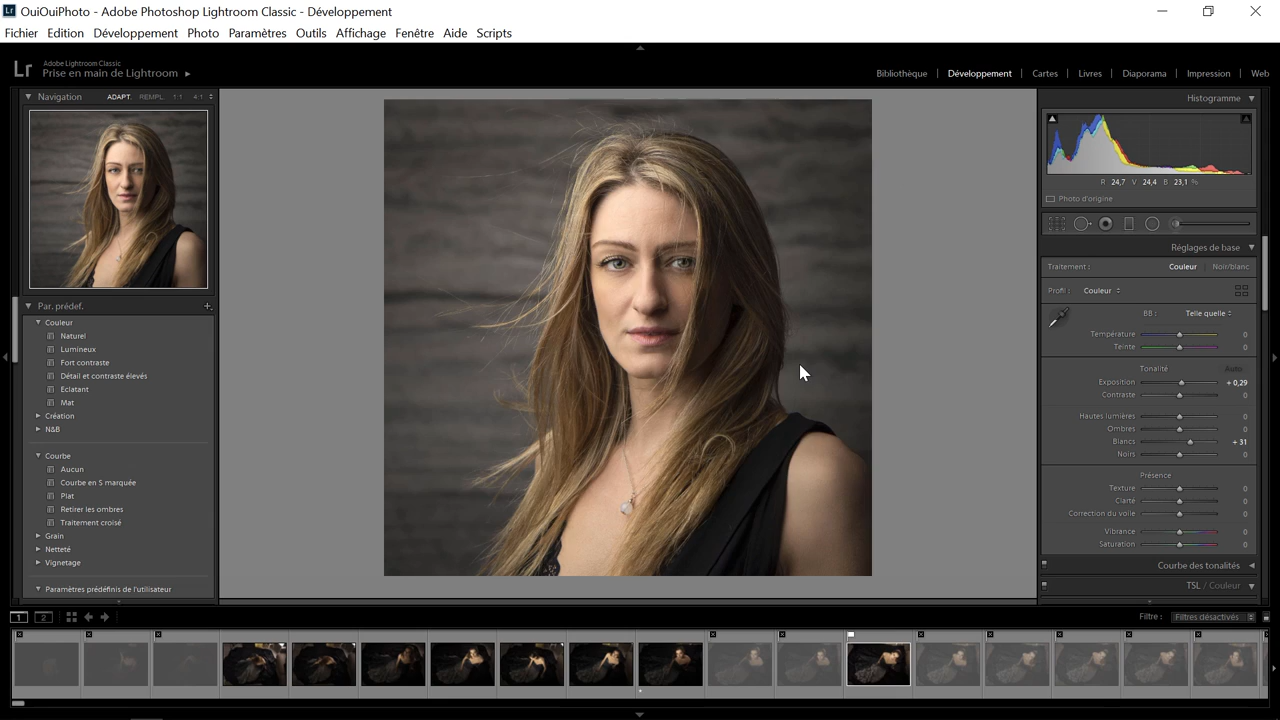 OuiOuiPhoto - Adobe Photoshop Lightroom Classic - Développement
Fichier Edition Développement Photo Paramètres Outils Affichage Fenêtre Aide Scripts
Lr Adobe Lightroom Classic
Prise en main de Lightroom
Bibliothèque | Développement | Cartes | Livres | Diaporama | Impression | Web
Navigation ADAPT. REMPL. 1:1 4:1
Par. prédef. +
Couleur
Naturel
Lumineux
Fort contraste
Détail et contraste élevés
Eclatant
Mat
Création
N&B
Courbe
Aucun
Courbe en S marquée
Plat
Retirer les ombres
Traitement croisé
Grain
Netteté
Vignetage
Paramètres prédéfinis de l'utilisateur
Histogramme
R 24,7 V 24,4 B 23,1 %
Photo d'origine
Réglages de base
Traitement : Couleur | Noir/blanc
Profil : Couleur
BB : Telle quelle
Température 0
Teinte 0
Tonalité Auto
Exposition + 0,29
Contraste 0
Hautes lumières 0
Ombres 0
Blancs + 31
Noirs 0
Présence
Texture 0
Clarté 0
Correction du voile 0
Vibrance 0
Saturation 0
Courbe des tonalités
TSL / Couleur
1 2
Filtre : Filtres désactivés